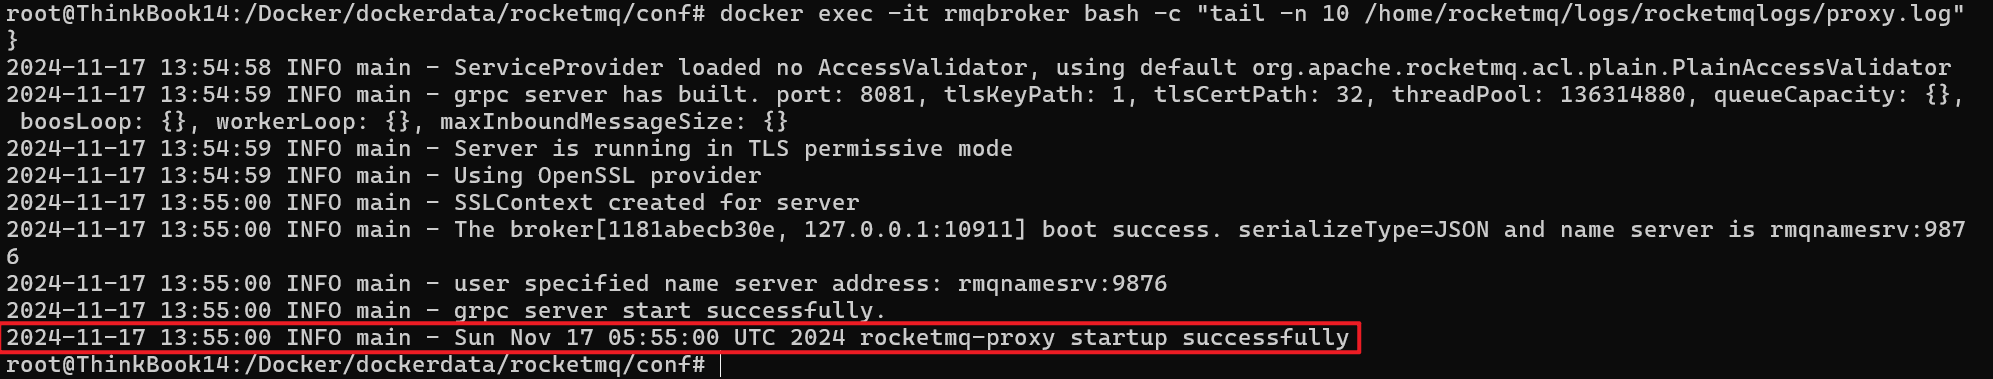 root@ThinkBook14:/Docker/dockerdata/rocketmq/conf# docker exec -it rmqbroker bash -c "tail -n 10 /home/rocketmq/logs/rocketmqlogs/proxy.log"
}
2024-11-17 13:54:58 INFO main - ServiceProvider loaded no AccessValidator, using default org.apache.rocketmq.acl.plain.PlainAccessValidator
2024-11-17 13:54:59 INFO main - grpc server has built. port: 8081, tlsKeyPath: 1, tlsCertPath: 32, threadPool: 136314880, queueCapacity: {},
 boosLoop: {}, workerLoop: {}, maxInboundMessageSize: {}
2024-11-17 13:54:59 INFO main - Server is running in TLS permissive mode
2024-11-17 13:54:59 INFO main - Using OpenSSL provider
2024-11-17 13:55:00 INFO main - SSLContext created for server
2024-11-17 13:55:00 INFO main - The broker[1181abecb30e, 127.0.0.1:10911] boot success. serializeType=JSON and name server is rmqnamesrv:987
6
2024-11-17 13:55:00 INFO main - user specified name server address: rmqnamesrv:9876
2024-11-17 13:55:00 INFO main - grpc server start successfully.
2024-11-17 13:55:00 INFO main - Sun Nov 17 05:55:00 UTC 2024 rocketmq-proxy startup successfully
root@ThinkBook14:/Docker/dockerdata/rocketmq/conf#